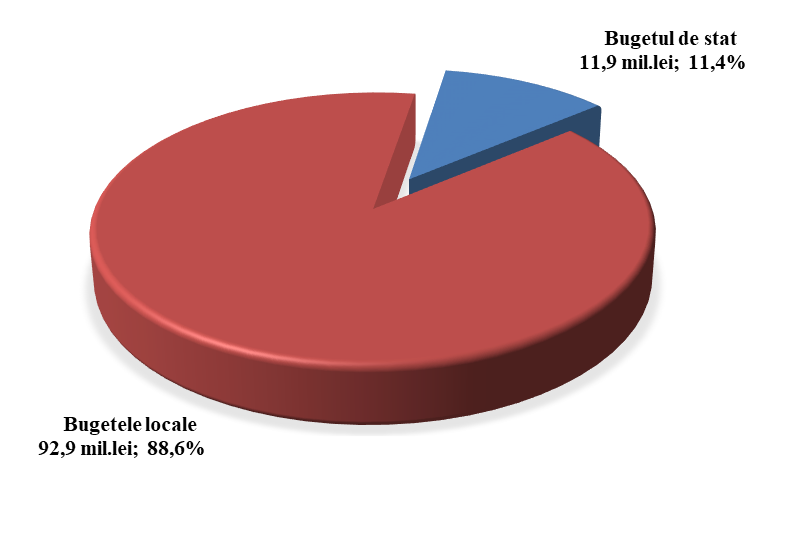 Bugetul de stat
11,9 mil.lei;  11,4%
Bugetele locale
92,9 mil.lei;  88,6%